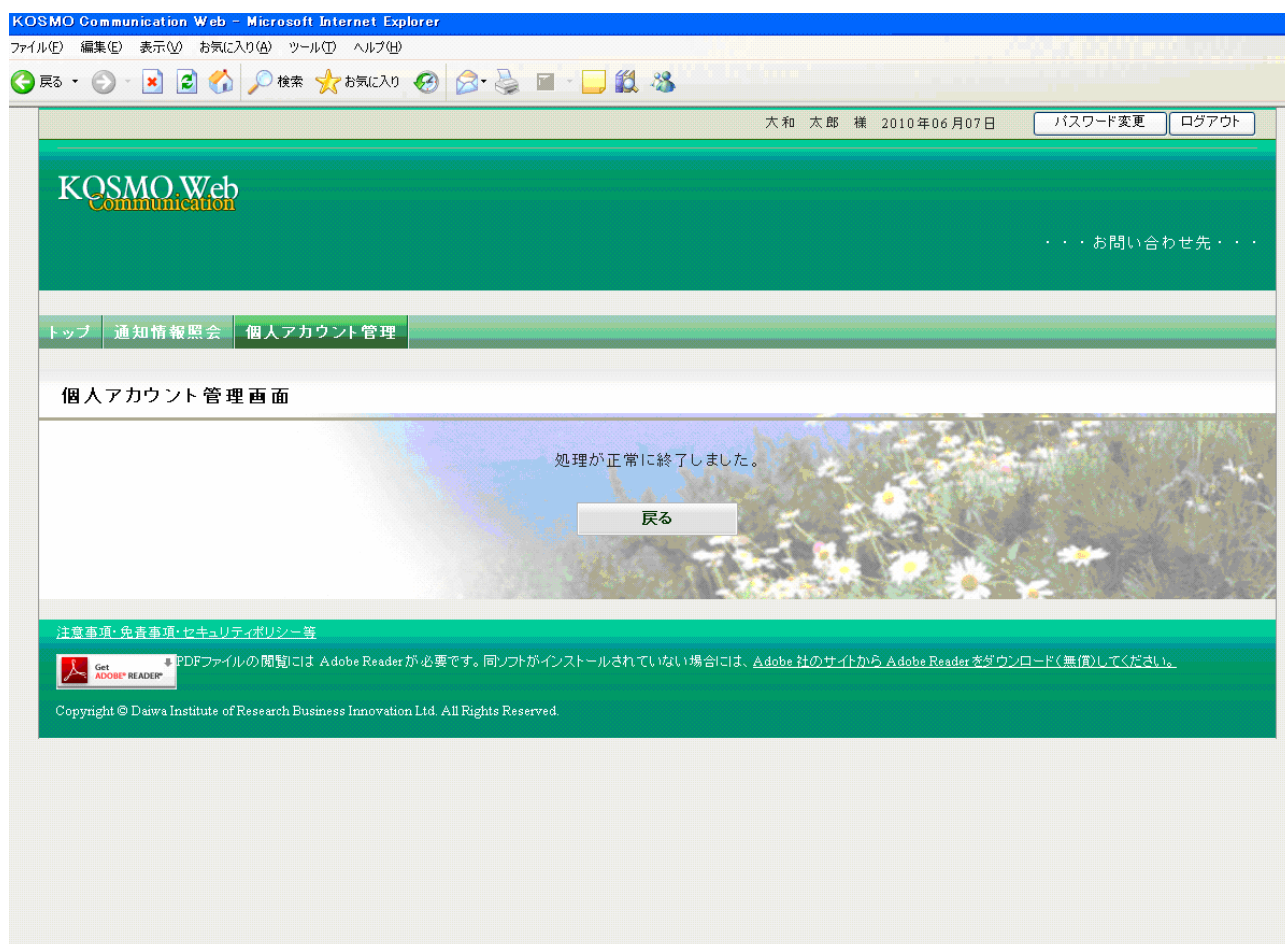 KOSMO Communication Web - Microsoft Internet Explorer
ファイル(F) 編集(E) 表示(V) お気に入り(A) ツール(T) ヘルプ(H)
戻る 検索 お気に入り
大和 太郎 様 2010年06月07日 パスワード変更 ログアウト
KOSMO Web
Communication
・・・お問い合わせ先・・・
トップ 通知情報照会 個人アカウント管理
個人アカウント管理画面
処理が正常に終了しました。
戻る
注意事項・免責事項・セキュリティポリシー等
Get ADOBE® READER® PDFファイルの閲覧には Adobe Readerが必要です。同ソフトがインストールされていない場合には、Adobe 社のサイトから Adobe Reader をダウンロード(無償)してください。
Copyright © Daiwa Institute of Research Business Innovation Ltd. All Rights Reserved.